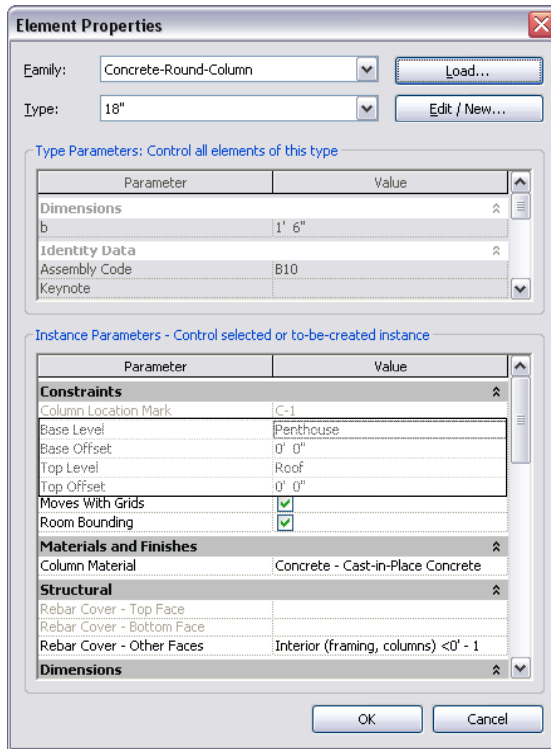 Element Properties
Family: Concrete-Round-Column Load...
Type: 18" Edit / New...
Type Parameters: Control all elements of this type
Parameter Value
Dimensions
b 1' 6"
Identity Data
Assembly Code B10
Keynote
Instance Parameters - Control selected or to-be-created instance
Parameter Value
Constraints
Column Location Mark C-1
Base Level Penthouse
Base Offset 0' 0"
Top Level Roof
Top Offset 0' 0"
Moves With Grids
Room Bounding
Materials and Finishes
Column Material Concrete - Cast-in-Place Concrete
Structural
Rebar Cover - Top Face
Rebar Cover - Bottom Face
Rebar Cover - Other Faces Interior (framing, columns) <0' - 1
Dimensions
OK Cancel